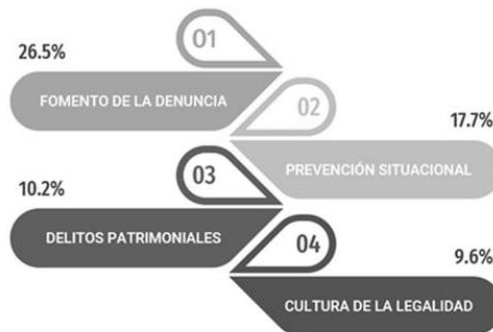 01
26.5%
FOMENTO DE LA DENUNCIA
02
17.7%
PREVENCIÓN SITUACIONAL
03
10.2%
DELITOS PATRIMONIALES
04
9.6%
CULTURA DE LA LEGALIDAD